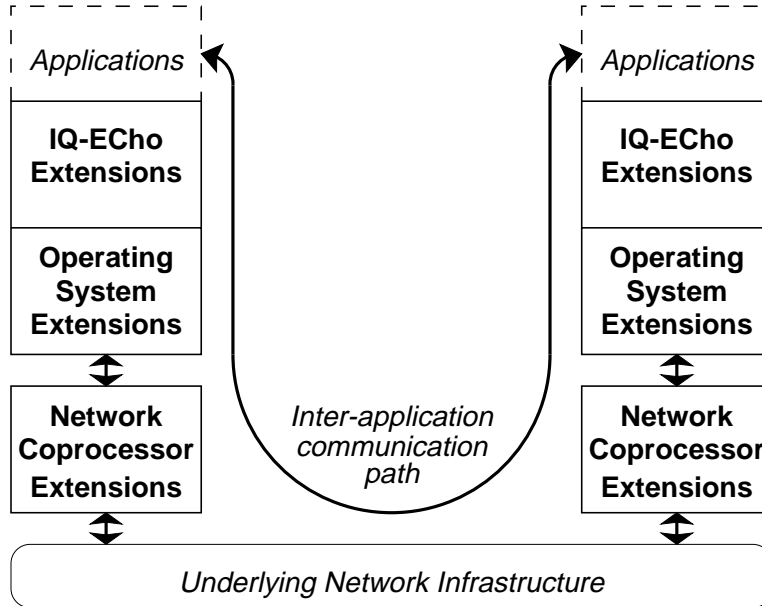 Applications
IQ-ECho
Extensions
Operating
System
Extensions
Network
Coprocessor
Extensions
Inter-application
communication
path
Applications
IQ-ECho
Extensions
Operating
System
Extensions
Network
Coprocessor
Extensions
Underlying Network Infrastructure